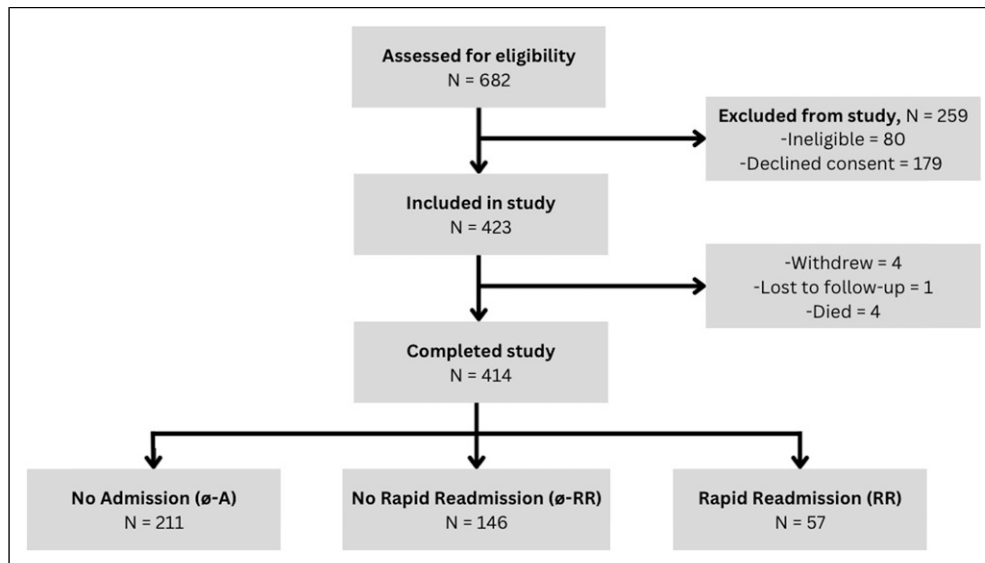 Assessed for eligibility
N = 682
Excluded from study, N = 259
-Ineligible = 80
-Declined consent = 179
Included in study
N = 423
-Withdrew = 4
-Lost to follow-up = 1
-Died = 4
Completed study
N = 414
No Admission (ø-A)
N = 211
No Rapid Readmission (ø-RR)
N = 146
Rapid Readmission (RR)
N = 57